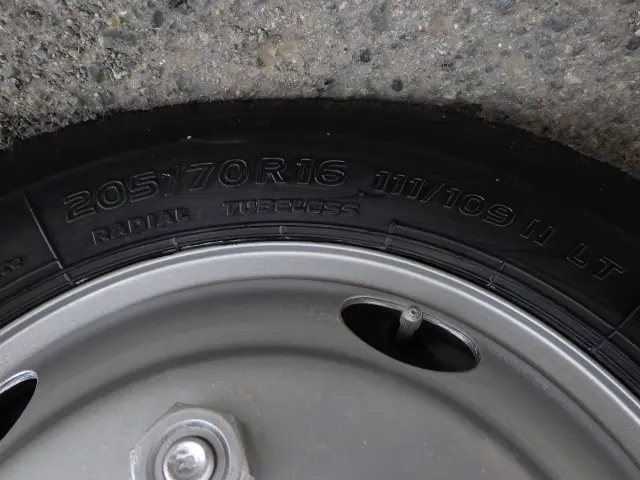 205/70R16 111/109 N LT
RADIAL TUBELESS